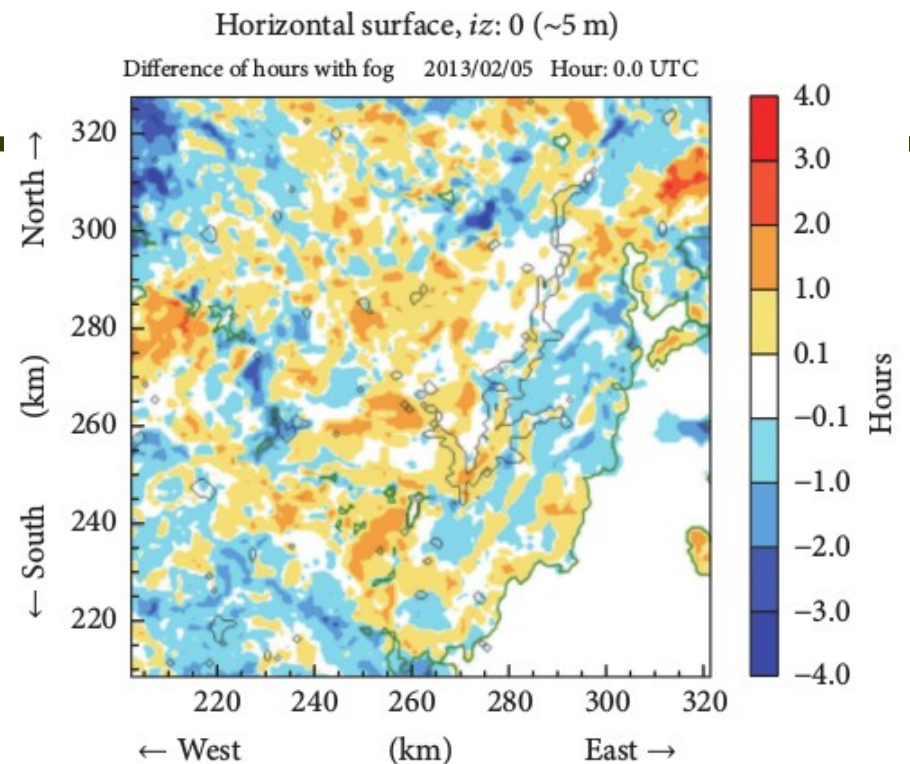 Horizontal surface, iz: 0 (~5 m)
Difference of hours with fog 2013/02/05 Hour: 0.0 UTC
North →
(km)
← South
320
300
280
260
240
220
220 240 260 280 300 320
← West (km) East →
4.0
3.0
2.0
1.0
0.1
−0.1
−1.0
−2.0
−3.0
−4.0
Hours